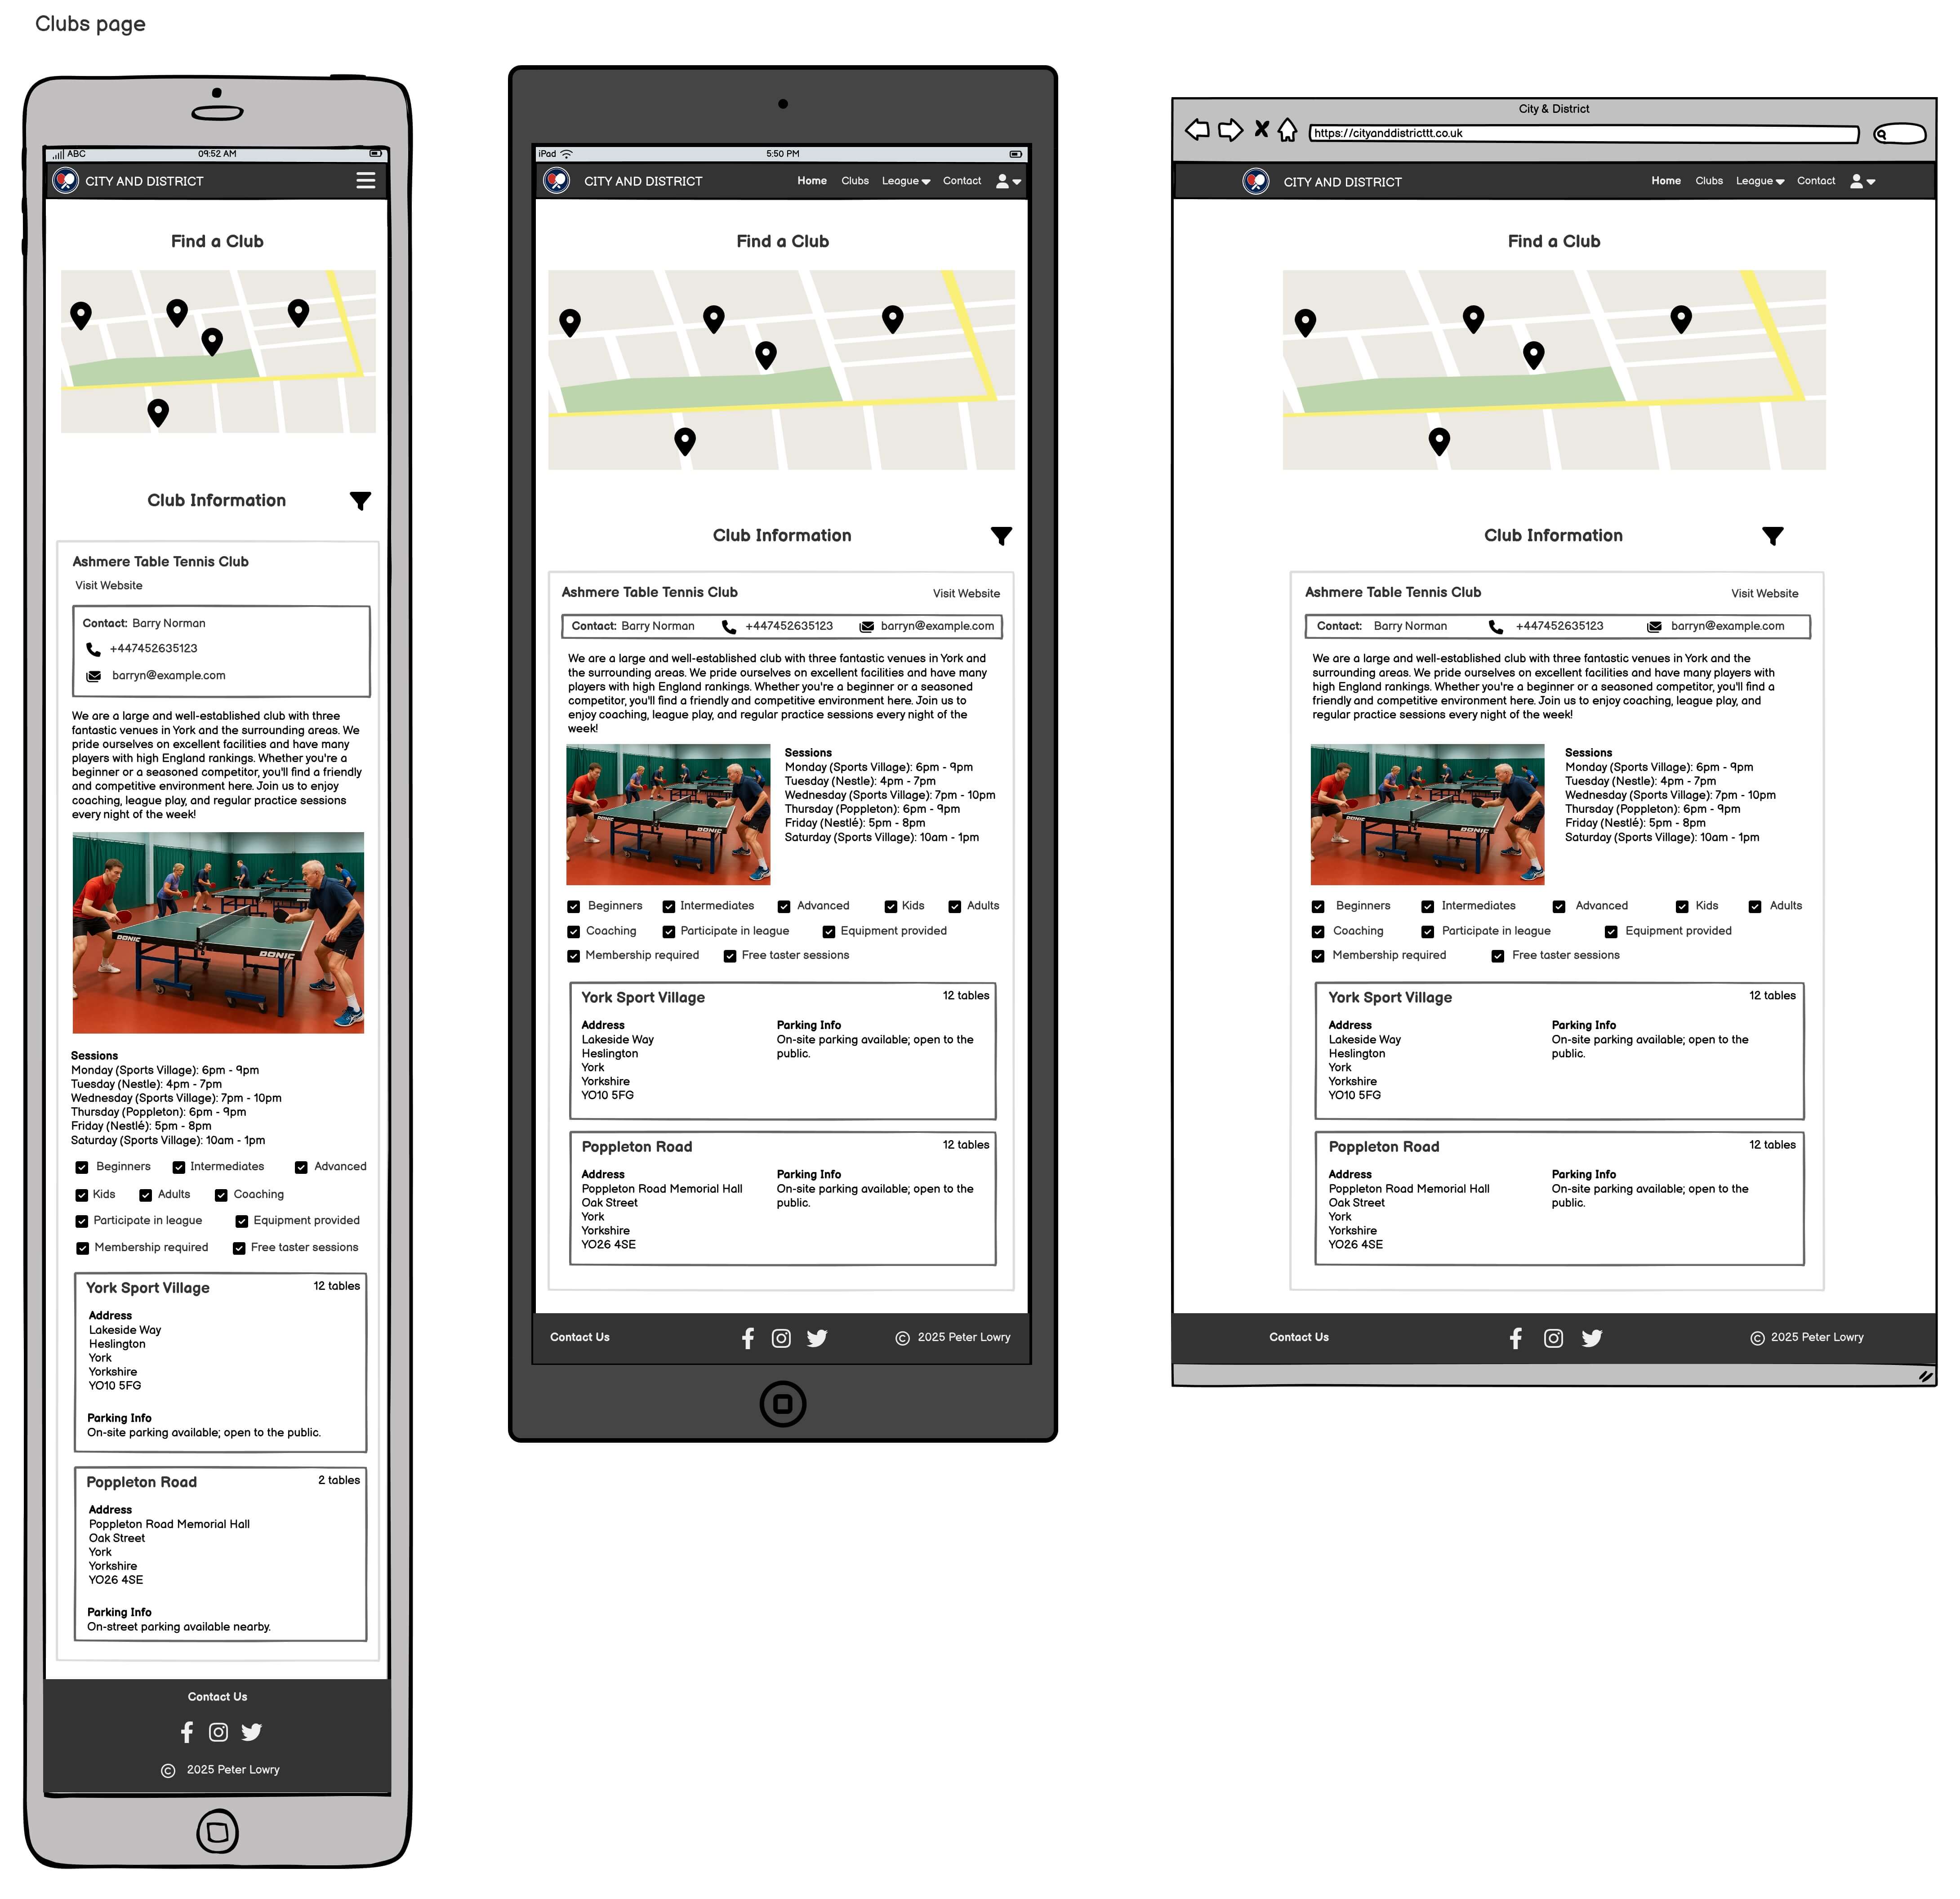 Clubs page
ABC 09:52 AM
CITY AND DISTRICT
Find a Club
Club Information
Ashmere Table Tennis Club
Visit Website
Contact: Barry Norman
+447452635123
barryn@example.com
We are a large and well-established club with three
fantastic venues in York and the surrounding areas. We
pride ourselves on excellent facilities and have many
players with high England rankings. Whether you're a
beginner or a seasoned competitor, you'll find a friendly
and competitive environment here. Join us to enjoy
coaching, league play, and regular practice sessions
every night of the week!
DONIC
DONIC
Sessions
Monday (Sports Village): 6pm - 9pm
Tuesday (Nestle): 4pm - 7pm
Wednesday (Sports Village): 7pm - 10pm
Thursday (Poppleton): 6pm - 9pm
Friday (Nestlé): 5pm - 8pm
Saturday (Sports Village): 10am - 1pm
Beginners Intermediates Advanced
Kids Adults Coaching
Participate in league Equipment provided
Membership required Free taster sessions
York Sport Village 12 tables
Address
Lakeside Way
Heslington
York
Yorkshire
YO10 5FG
Parking Info
On-site parking available; open to the public.
Poppleton Road 2 tables
Address
Poppleton Road Memorial Hall
Oak Street
York
Yorkshire
YO26 4SE
Parking Info
On-street parking available nearby.
Contact Us
© 2025 Peter Lowry
iPad 5:50 PM
CITY AND DISTRICT Home Clubs League Contact
Find a Club
Club Information
Ashmere Table Tennis Club Visit Website
Contact: Barry Norman +447452635123 barryn@example.com
We are a large and well-established club with three fantastic venues in York and
the surrounding areas. We pride ourselves on excellent facilities and have many
players with high England rankings. Whether you're a beginner or a seasoned
competitor, you'll find a friendly and competitive environment here. Join us to
enjoy coaching, league play, and regular practice sessions every night of the
week!
DONIC
DONIC
Sessions
Monday (Sports Village): 6pm - 9pm
Tuesday (Nestle): 4pm - 7pm
Wednesday (Sports Village): 7pm - 10pm
Thursday (Poppleton): 6pm - 9pm
Friday (Nestlé): 5pm - 8pm
Saturday (Sports Village): 10am - 1pm
Beginners Intermediates Advanced Kids Adults
Coaching Participate in league Equipment provided
Membership required Free taster sessions
York Sport Village 12 tables
Address
Lakeside Way
Heslington
York
Yorkshire
YO10 5FG
Parking Info
On-site parking available; open to the
public.
Poppleton Road 12 tables
Address
Poppleton Road Memorial Hall
Oak Street
York
Yorkshire
YO26 4SE
Parking Info
On-site parking available; open to the
public.
Contact Us © 2025 Peter Lowry
City & District
https://cityanddistricttt.co.uk
CITY AND DISTRICT Home Clubs League Contact
Find a Club
Club Information
Ashmere Table Tennis Club Visit Website
Contact: Barry Norman +447452635123 barryn@example.com
We are a large and well-established club with three fantastic venues in York and the
surrounding areas. We pride ourselves on excellent facilities and have many players with
high England rankings. Whether you're a beginner or a seasoned competitor, you'll find a
friendly and competitive environment here. Join us to enjoy coaching, league play, and
regular practice sessions every night of the week!
DONIC
DONIC
Sessions
Monday (Sports Village): 6pm - 9pm
Tuesday (Nestle): 4pm - 7pm
Wednesday (Sports Village): 7pm - 10pm
Thursday (Poppleton): 6pm - 9pm
Friday (Nestlé): 5pm - 8pm
Saturday (Sports Village): 10am - 1pm
Beginners Intermediates Advanced Kids Adults
Coaching Participate in league Equipment provided
Membership required Free taster sessions
York Sport Village 12 tables
Address
Lakeside Way
Heslington
York
Yorkshire
YO10 5FG
Parking Info
On-site parking available; open to the
public.
Poppleton Road 12 tables
Address
Poppleton Road Memorial Hall
Oak Street
York
Yorkshire
YO26 4SE
Parking Info
On-site parking available; open to the
public.
Contact Us © 2025 Peter Lowry